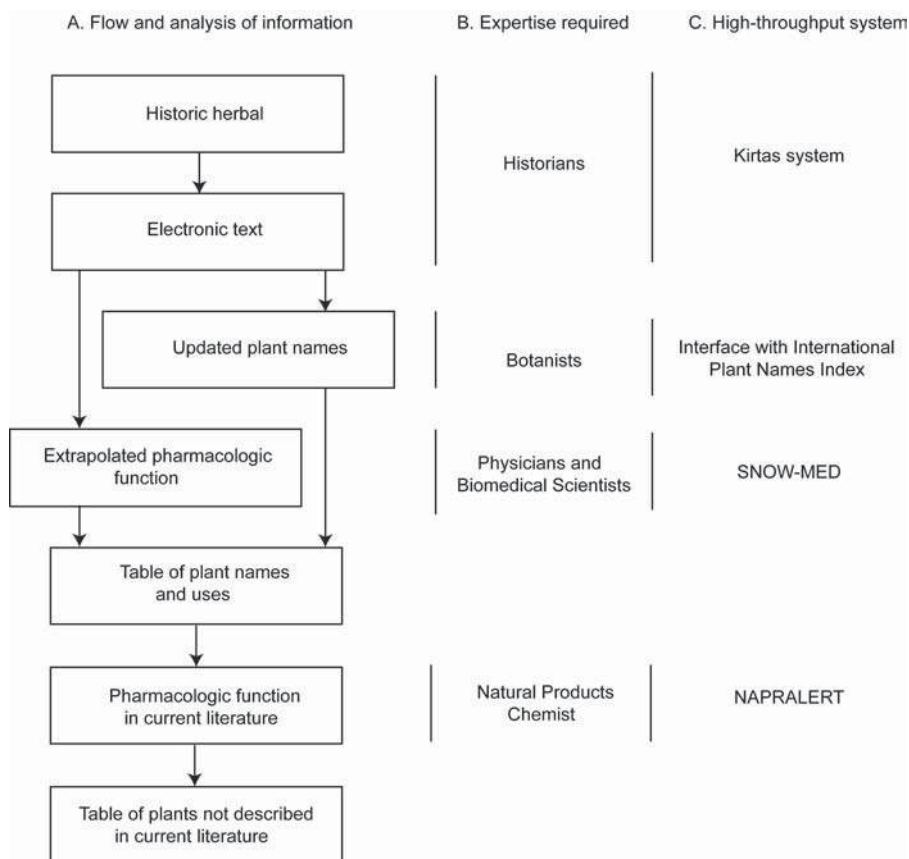 A. Flow and analysis of information
B. Expertise required
C. High-throughput system
Historic herbal
Historians
Kirtas system
Electronic text
Updated plant names
Botanists
Interface with International
Plant Names Index
Extrapolated pharmacologic
function
Physicians and
Biomedical Scientists
SNOW-MED
Table of plant names
and uses
Pharmacologic function
in current literature
Natural Products
Chemist
NAPRALERT
Table of plants not described
in current literature